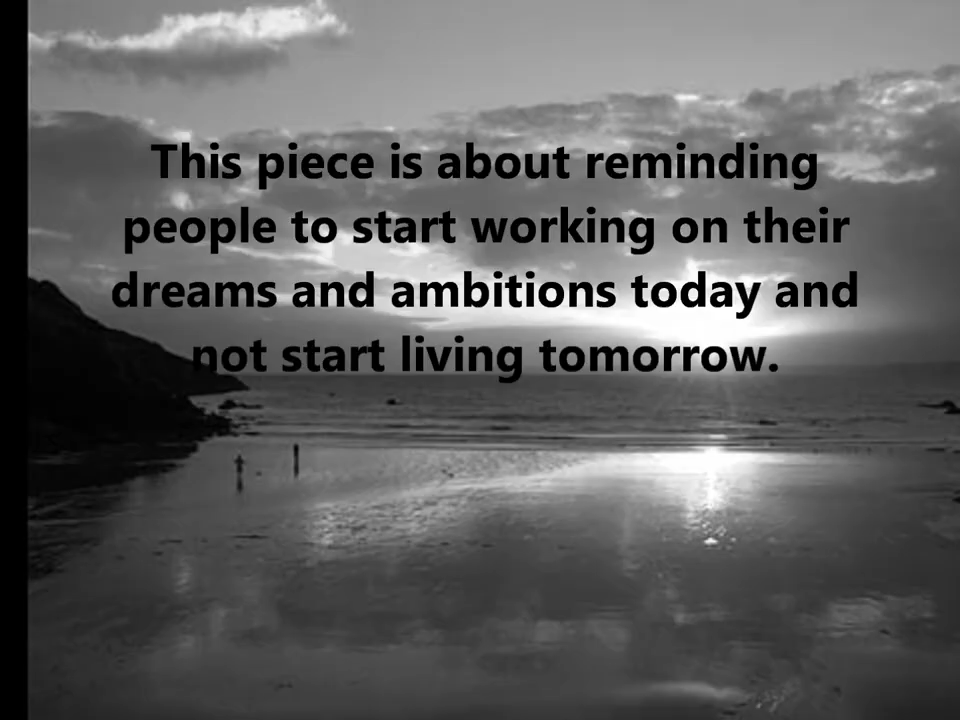 This piece is about reminding
people to start working on their
dreams and ambitions today and
not start living tomorrow.